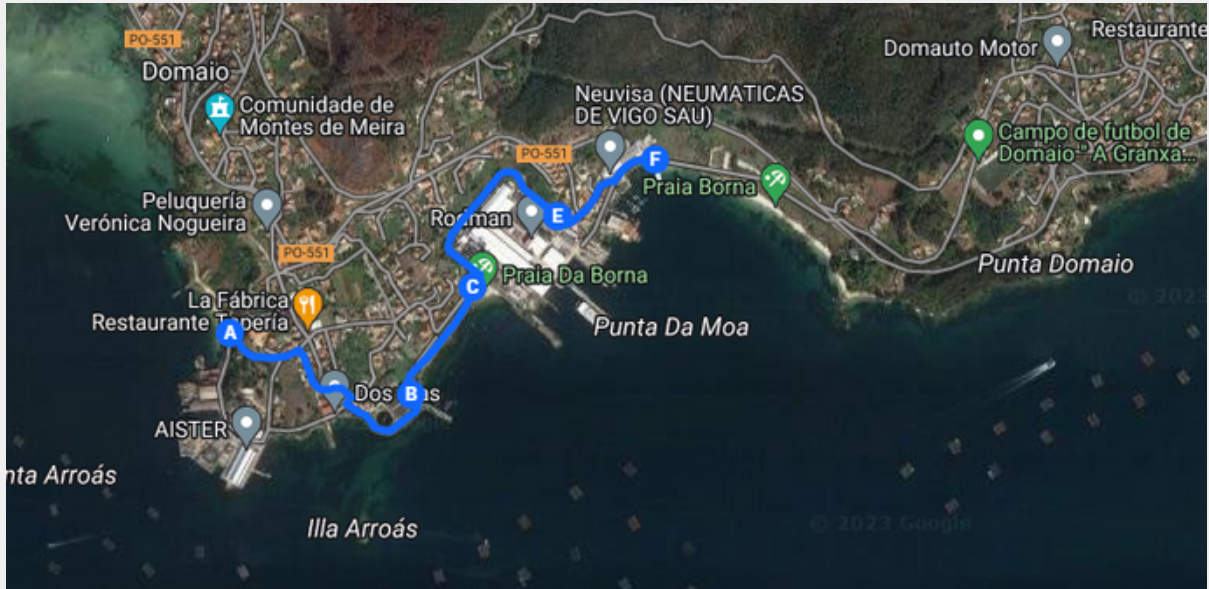 PO-551
Domaio
Comunidade de
Montes de Meira
Peluquería
Verónica Nogueira
PO-551
La Fábrica
Restaurante Tapería
A
AISTER
nta Arroás
Illa Arroás
Dos
B
C
Praia Da Borna
Rodman
E
PO-551
Neuvisa (NEUMATICAS
DE VIGO SAU)
F
Praia Borna
Punta Da Moa
Domauto Motor
Restaurante
Campo de futbol de
Domaio " A Granxa...
Punta Domaio
© 2023
© 2023 Google